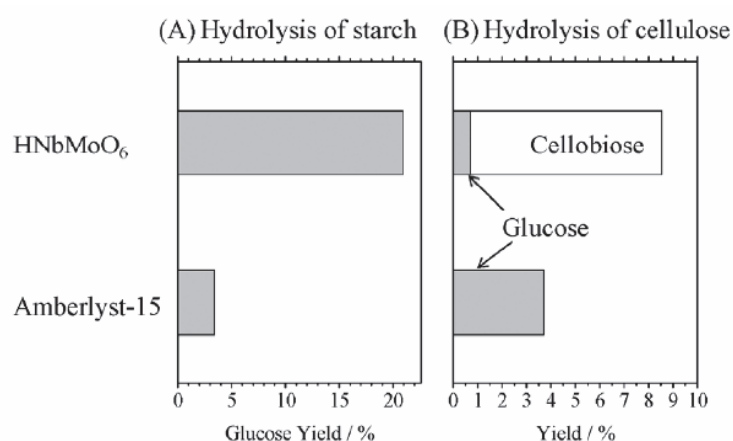 (A) Hydrolysis of starch
(B) Hydrolysis of cellulose
HNbMoO₆
Cellobiose
Glucose
Amberlyst-15
0 5 10 15 20
0 1 2 3 4 5 6 7 8 9 10
Glucose Yield / %
Yield / %